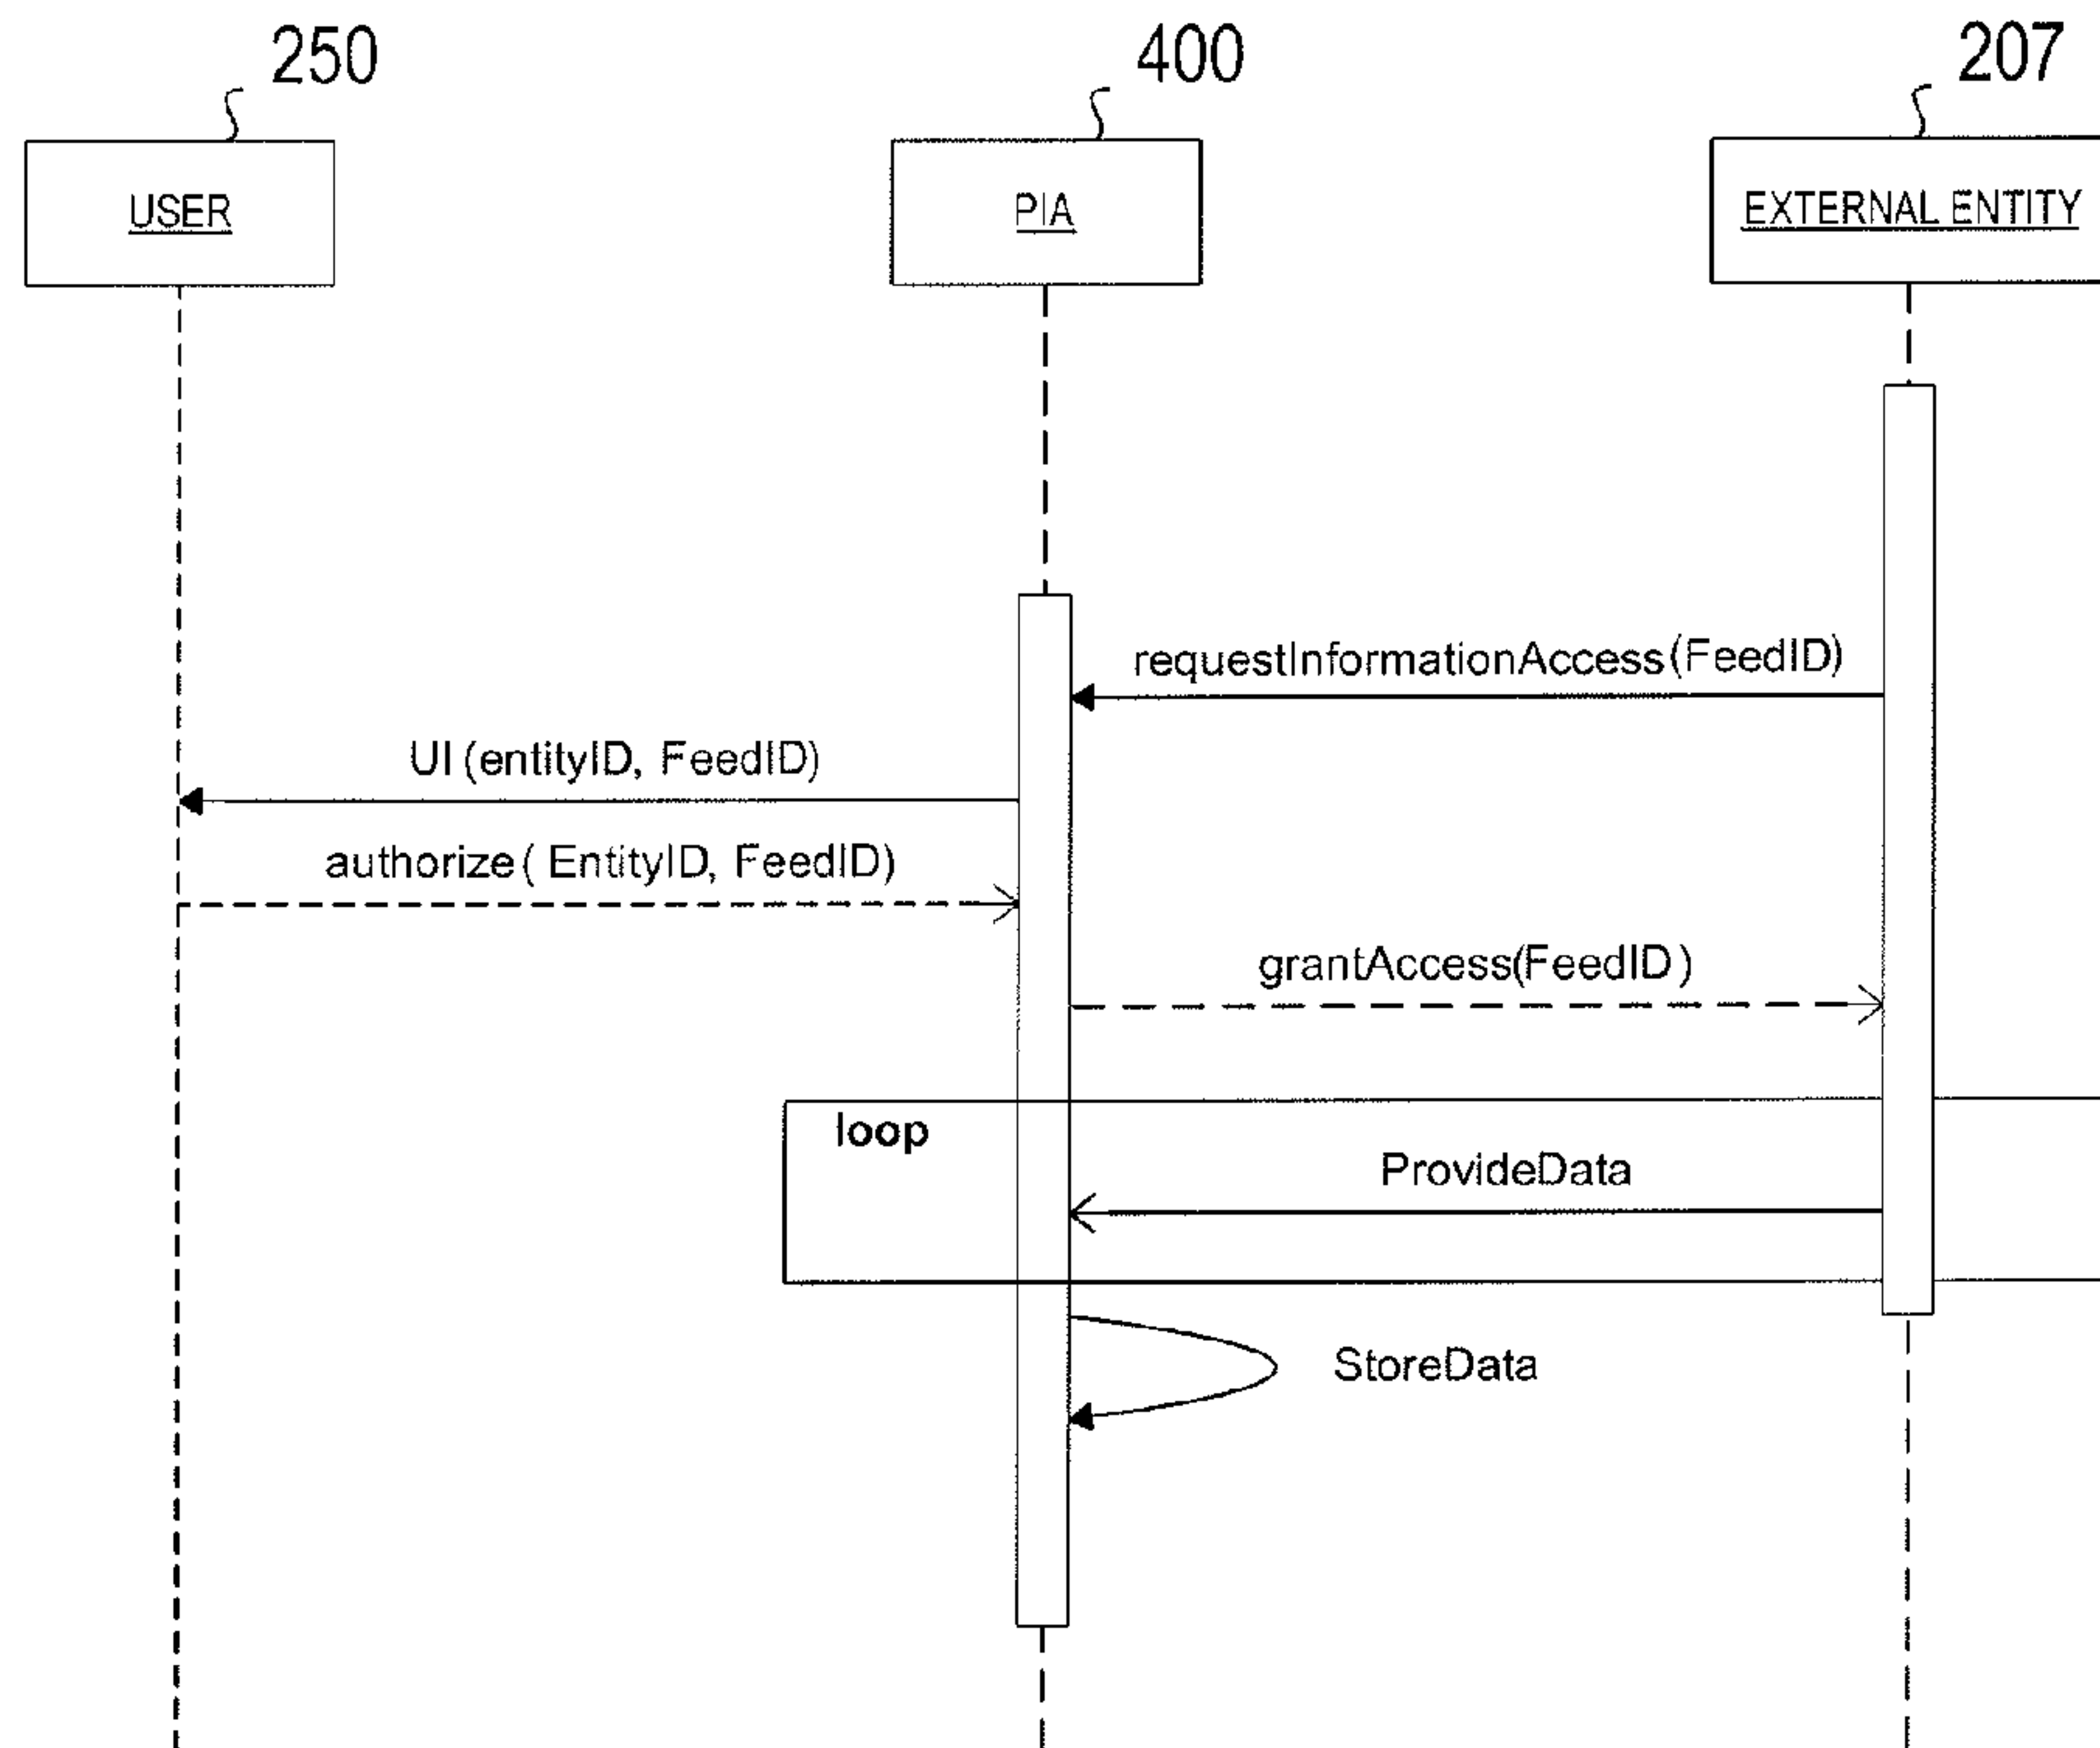 250
400
207
USER
PIA
EXTERNAL ENTITY
requestInformationAccess(FeedID)
UI (entityID, FeedID)
authorize( EntityID, FeedID)
grantAccess(FeedID )
loop
ProvideData
StoreData